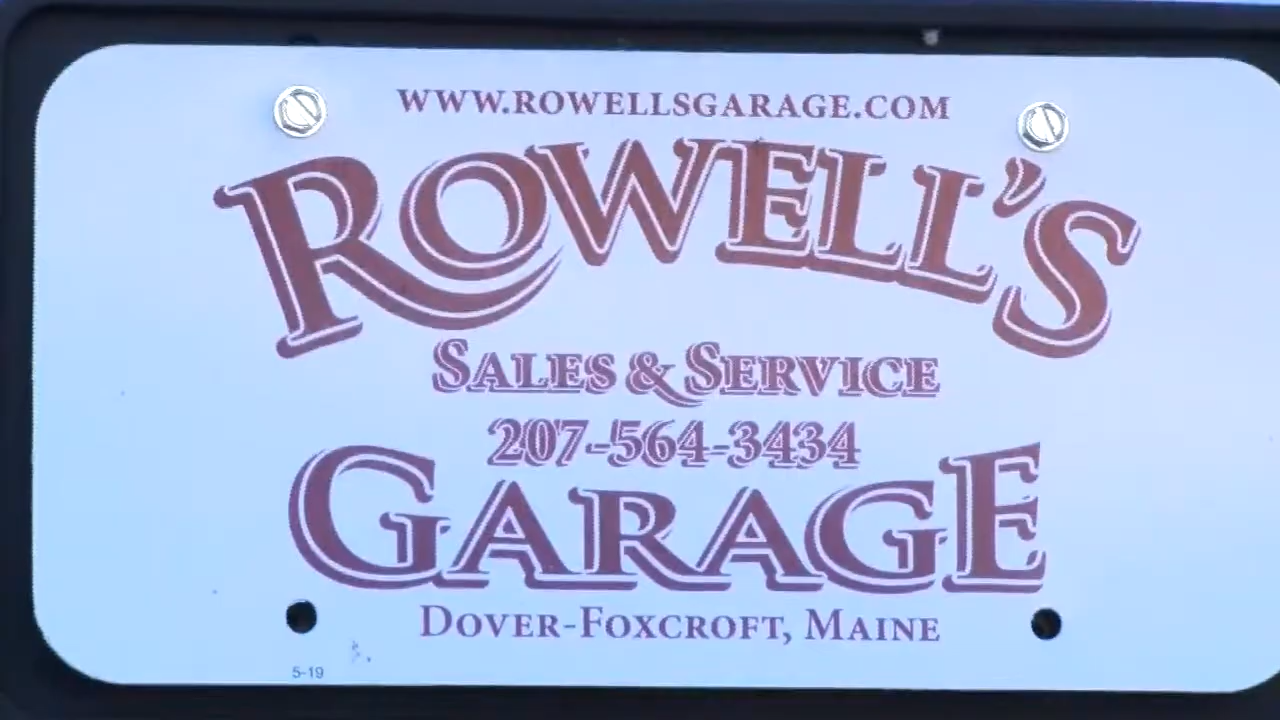 WWW.ROWELLSGARAGE.COM
ROWELL'S
SALES & SERVICE
207-564-3434
GARAGE
DOVER-FOXCROFT, MAINE
5-19